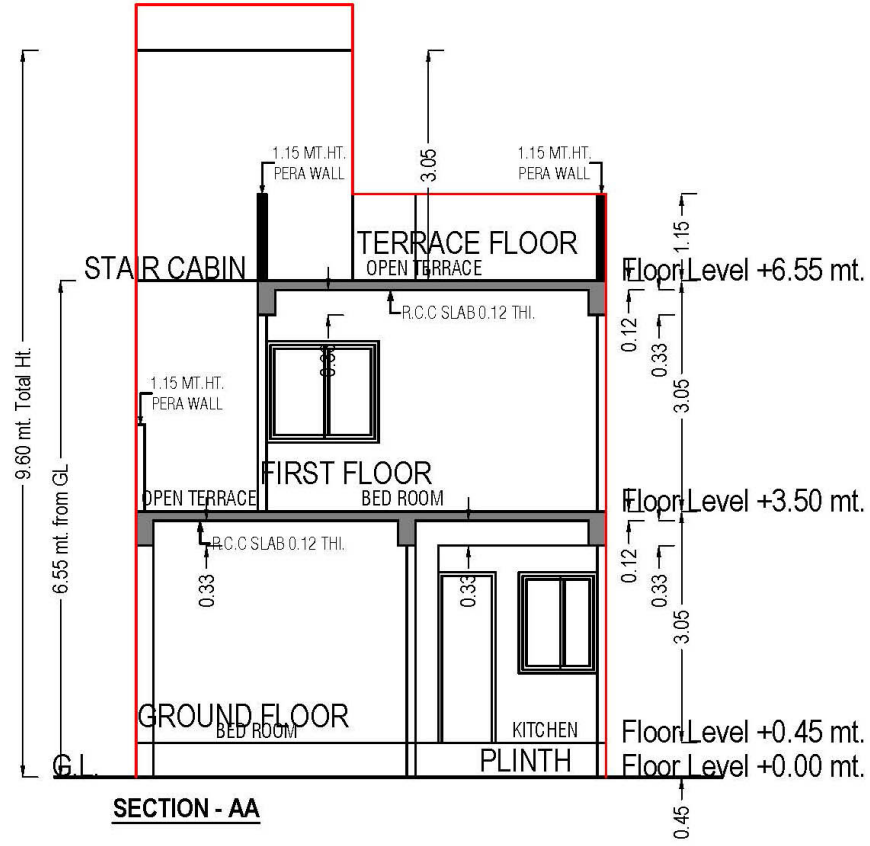 1.15 MT.HT.
PERA WALL
1.15 MT.HT.
PERA WALL
3.05
1.15
TERRACE FLOOR
OPEN TERRACE
STAIR CABIN
Floor Level +6.55 mt.
R.C.C SLAB 0.12 THI.
0.12
0.33
9.60 mt. Total Ht.
1.15 MT.HT.
PERA WALL
3.05
6.55 mt. from GL
FIRST FLOOR
OPEN TERRACE
BED ROOM
Floor Level +3.50 mt.
R.C.C SLAB 0.12 THI.
0.33
0.33
0.12
0.33
3.05
GROUND FLOOR
BED ROOM
KITCHEN
Floor Level +0.45 mt.
PLINTH
G.L.
Floor Level +0.00 mt.
SECTION - AA
0.45